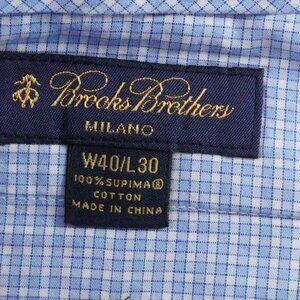 Brooks Brothers
MILANO
W40/L30
100% SUPIMA®
COTTON
MADE IN CHINA